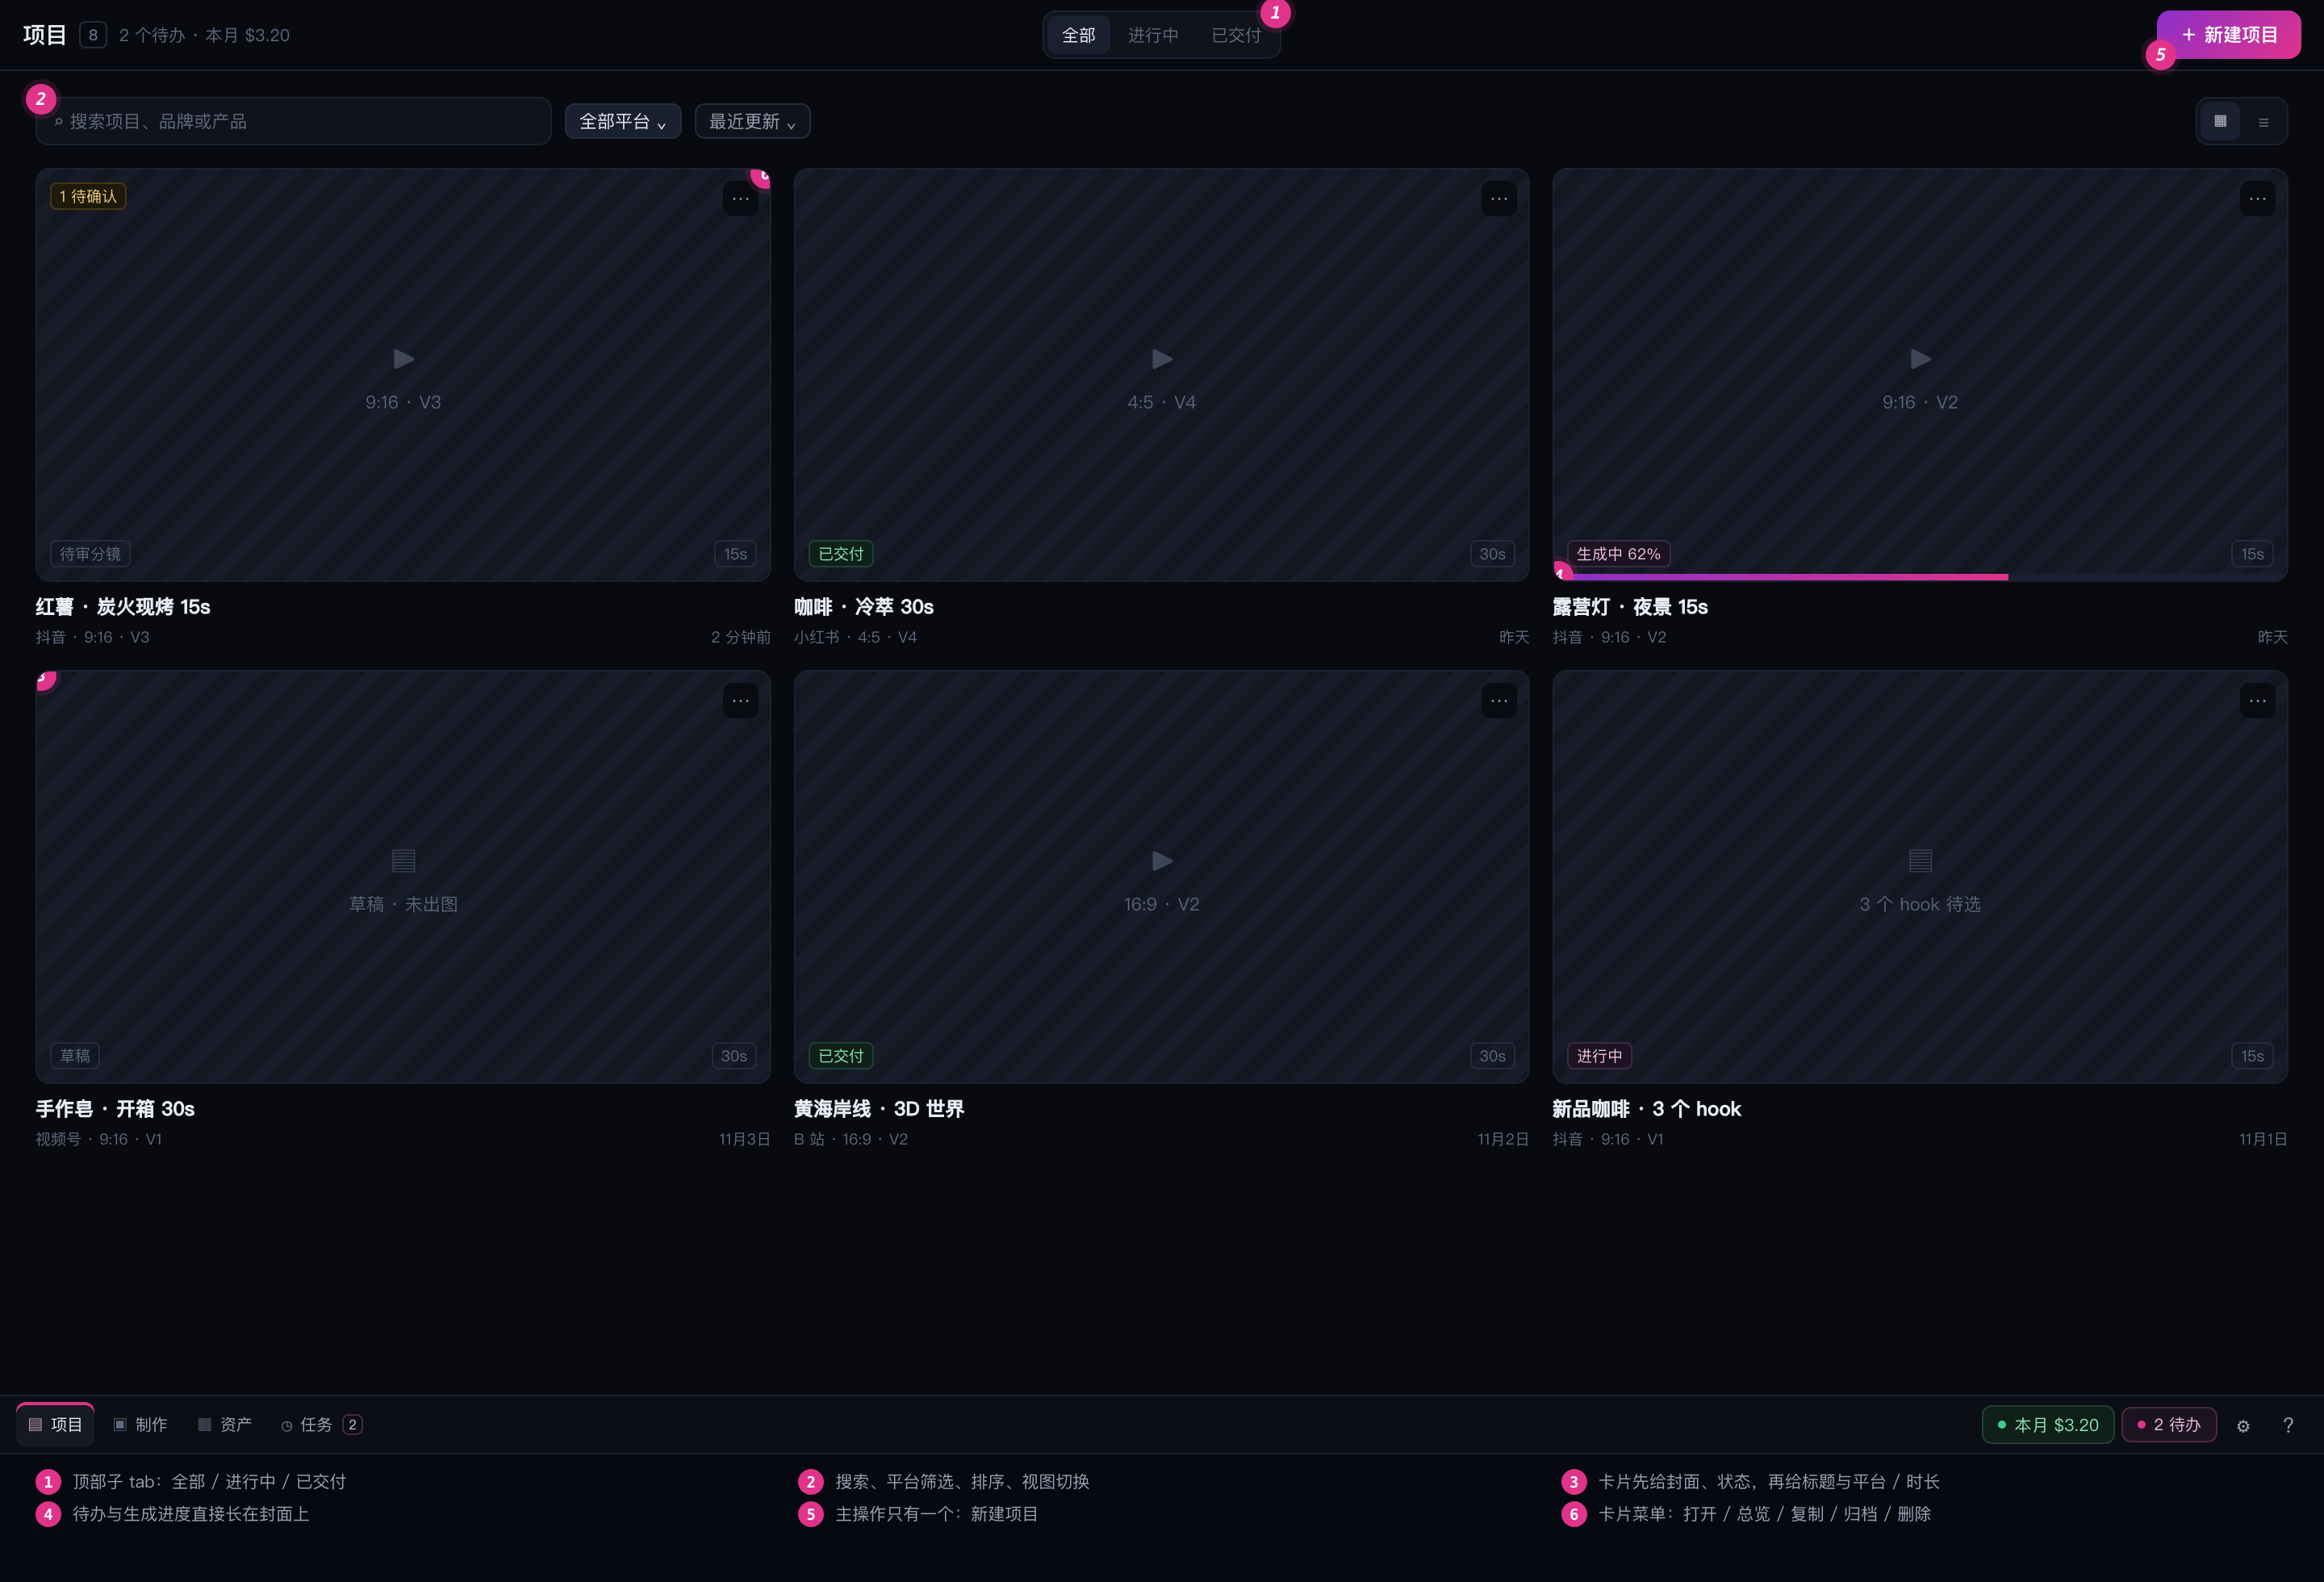 项目 8 2 个待办 · 本月 $3.20 全部 进行中 已交付 1 + 新建项目 5
2
搜索项目、品牌或产品 全部平台 最近更新
1 待确认
9:16 · V3 4:5 · V4 9:16 · V2
待审分镜 15s 已交付 30s 生成中 62% 15s
红薯 · 炭火现烤 15s 咖啡 · 冷萃 30s 露营灯 · 夜景 15s
抖音 · 9:16 · V3 2 分钟前 小红书 · 4:5 · V4 昨天 抖音 · 9:16 · V2 昨天
草稿 · 未出图 16:9 · V2 3 个 hook 待选
草稿 30s 已交付 30s 进行中 15s
手作皂 · 开箱 30s 黄海岸线 · 3D 世界 新品咖啡 · 3 个 hook
视频号 · 9:16 · V1 11月3日 B 站 · 16:9 · V2 11月2日 抖音 · 9:16 · V1 11月1日
项目 制作 资产 任务 2 本月 $3.20 2 待办 ?
1 顶部子 tab：全部 / 进行中 / 已交付 2 搜索、平台筛选、排序、视图切换 3 卡片先给封面、状态，再给标题与平台 / 时长
4 待办与生成进度直接长在封面上 5 主操作只有一个：新建项目 6 卡片菜单：打开 / 总览 / 复制 / 归档 / 删除